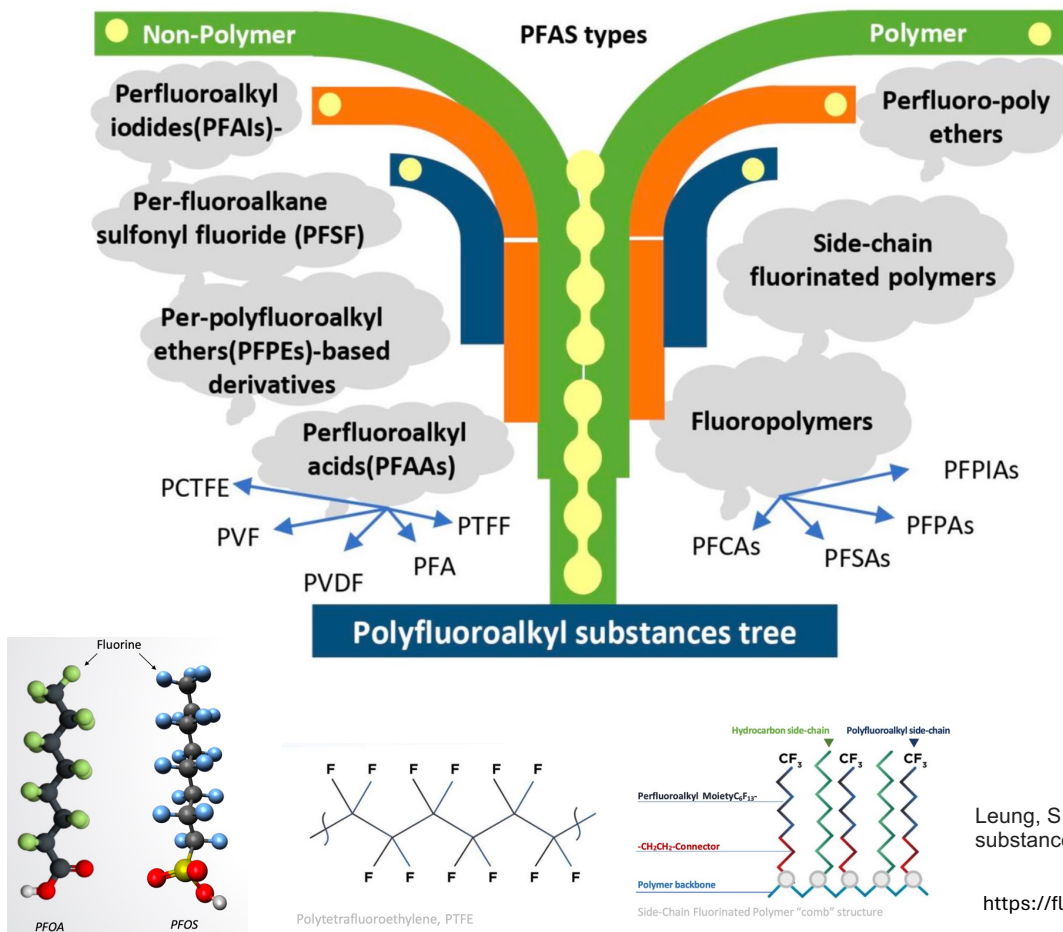 Non-Polymer
PFAS types
Polymer
Perfluoroalkyl
iodides(PFAIs)-
Perfluoro-poly
ethers
Per-fluoroalkane
sulfonyl fluoride (PFSF)
Side-chain
fluorinated polymers
Per-polyfluoroalkyl
ethers(PFPEs)-based
derivatives
Perfluoroalkyl
acids(PFAAs)
Fluoropolymers
PCTFE
PVF
PVDF
PFA
PTFF
PFCAs
PFSAs
PFPAs
PFPIAs
Polyfluoroalkyl substances tree
Fluorine
PFOA
PFOS
F F F F F F
F F F F F F
Polytetrafluoroethylene, PTFE
Hydrocarbon side-chain
Polyfluoroalkyl side-chain
CF3 CF3 CF3
Perfluoroalkyl MoietyC6F13-
-CH2CH2-Connector
Polymer backbone
Side-Chain Fluorinated Polymer "comb" structure
Leung, S
substance
https://fl